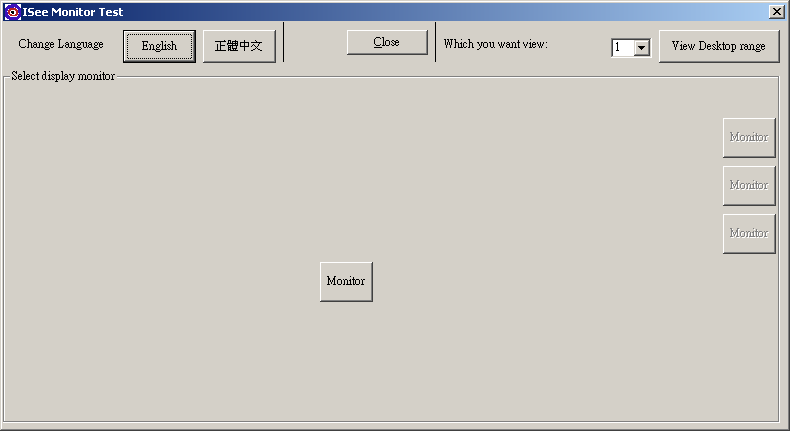 ISee Monitor Test
Change Language
English
正體中文
Close
Which you want view:
1
View Desktop range
Select display monitor
Monitor
Monitor
Monitor
Monitor